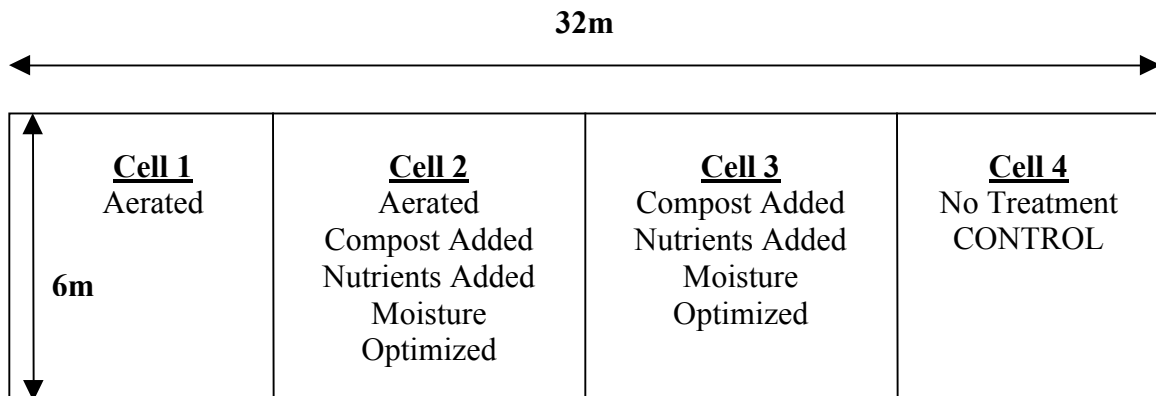 32m
6m
Cell 1
Aerated
Cell 2
Aerated
Compost Added
Nutrients Added
Moisture
Optimized
Cell 3
Compost Added
Nutrients Added
Moisture
Optimized
Cell 4
No Treatment
CONTROL